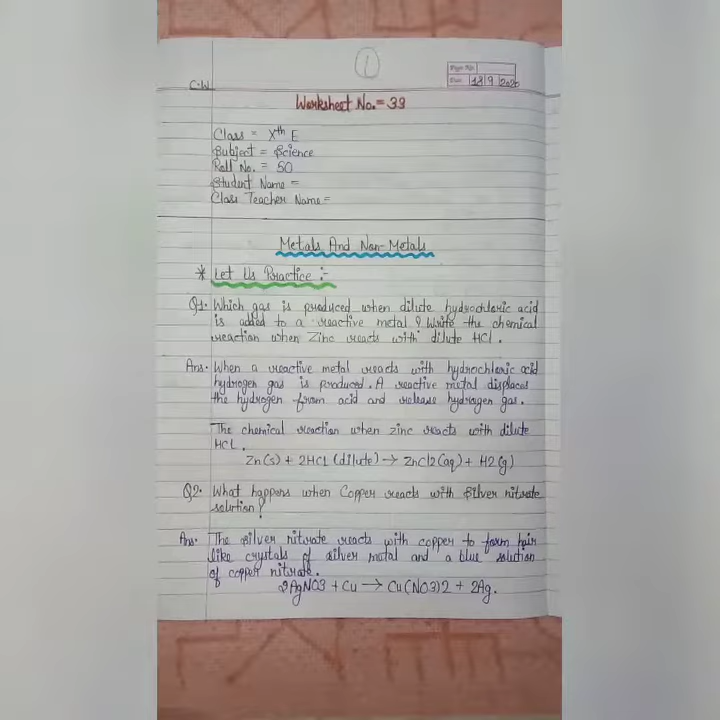 1
Page No.
Date 18 9 2020
C.W
Worksheet No. = 39
Class = Xth E
Subject = Science
Roll No. = 50
Student Name =
Class Teacher Name =
Metals And Non-Metals
* Let Us Practice :-
Q1. Which gas is produced when dilute hydrochloric acid
is added to a reactive metal? Write the chemical
reaction when Zinc reacts with dilute HCl.
Ans. When a reactive metal reacts with hydrochloric acid
hydrogen gas is produced. A reactive metal displaces
the hydrogen from acid and release hydrogen gas.
The chemical reaction when zinc reacts with dilute
HCL.
Zn(s) + 2HCl (dilute) → ZnCl2(aq) + H2(g)
Q2. What happens when Copper reacts with Silver nitrate
solution?
Ans. The silver nitrate reacts with copper to form hair
like crystals of silver metal and a blue solution
of copper nitrate.
2AgNO3 + Cu → Cu(NO3)2 + 2Ag.